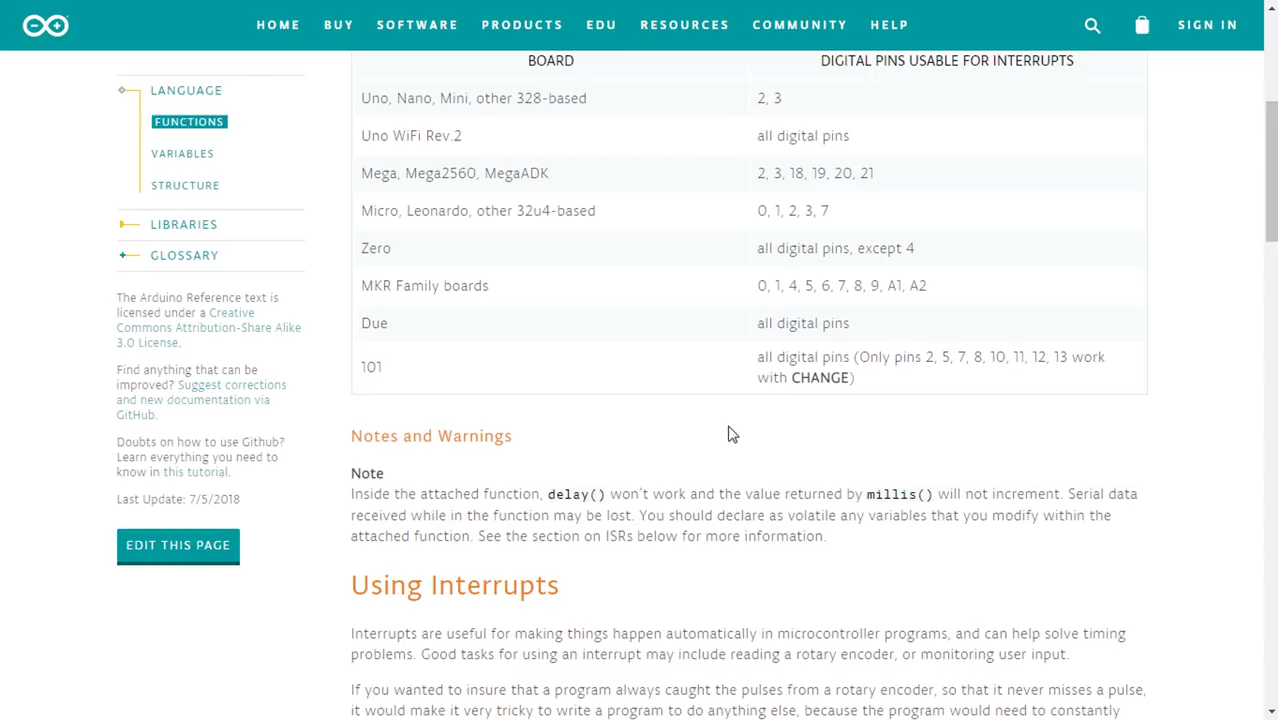 HOME BUY SOFTWARE PRODUCTS EDU RESOURCES COMMUNITY HELP SIGN IN
LANGUAGE
FUNCTIONS
VARIABLES
STRUCTURE
LIBRARIES
GLOSSARY
The Arduino Reference text is
licensed under a Creative
Commons Attribution-Share Alike
3.0 License.
Find anything that can be
improved? Suggest corrections
and new documentation via
GitHub.
Doubts on how to use Github?
Learn everything you need to
know in this tutorial.
Last Update: 7/5/2018
EDIT THIS PAGE
BOARD DIGITAL PINS USABLE FOR INTERRUPTS
Uno, Nano, Mini, other 328-based 2, 3
Uno WiFi Rev.2 all digital pins
Mega, Mega2560, MegaADK 2, 3, 18, 19, 20, 21
Micro, Leonardo, other 32u4-based 0, 1, 2, 3, 7
Zero all digital pins, except 4
MKR Family boards 0, 1, 4, 5, 6, 7, 8, 9, A1, A2
Due all digital pins
101 all digital pins (Only pins 2, 5, 7, 8, 10, 11, 12, 13 work
with CHANGE)
Notes and Warnings
Note
Inside the attached function, delay() won't work and the value returned by millis() will not increment. Serial data
received while in the function may be lost. You should declare as volatile any variables that you modify within the
attached function. See the section on ISRs below for more information.
Using Interrupts
Interrupts are useful for making things happen automatically in microcontroller programs, and can help solve timing
problems. Good tasks for using an interrupt may include reading a rotary encoder, or monitoring user input.
If you wanted to insure that a program always caught the pulses from a rotary encoder, so that it never misses a pulse,
it would make it very tricky to write a program to do anything else, because the program would need to constantly